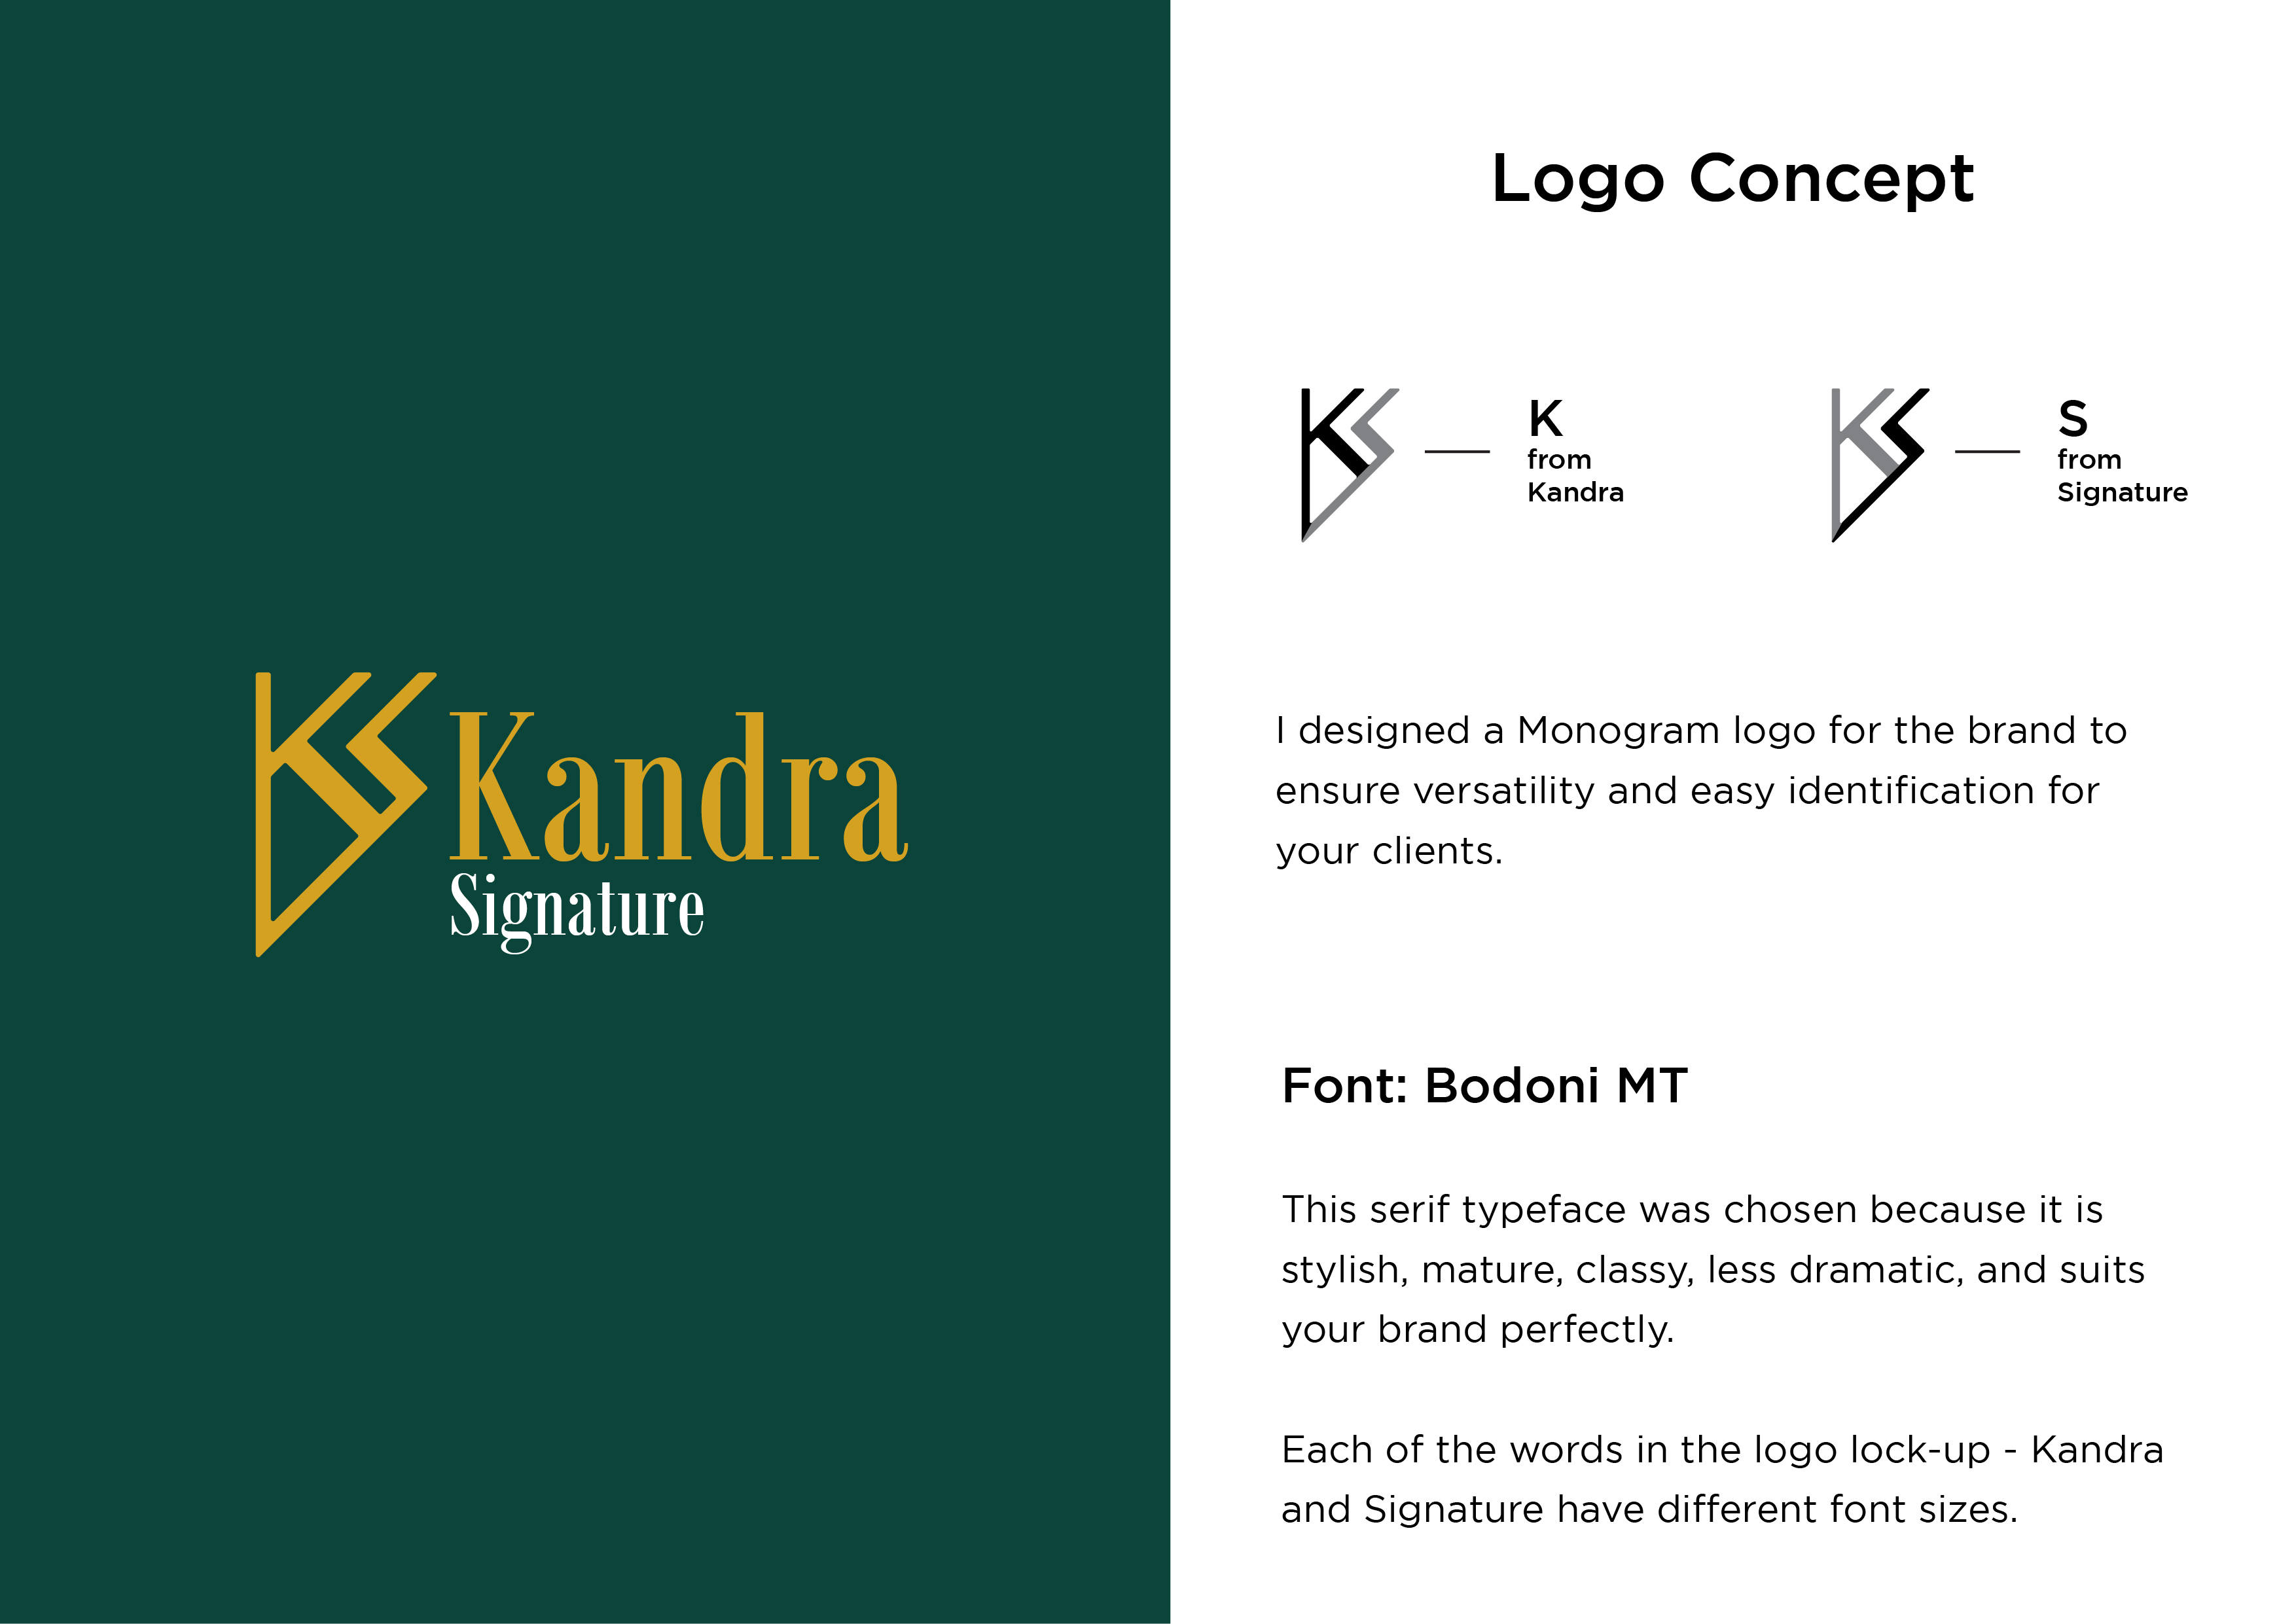 KS
Kandra
Signature
Logo Concept
KS
K
from
Kandra
KS
S
from
Signature
I designed a Monogram logo for the brand to
ensure versatility and easy identification for
your clients.
Font: Bodoni MT
This serif typeface was chosen because it is
stylish, mature, classy, less dramatic, and suits
your brand perfectly.
Each of the words in the logo lock-up - Kandra
and Signature have different font sizes.